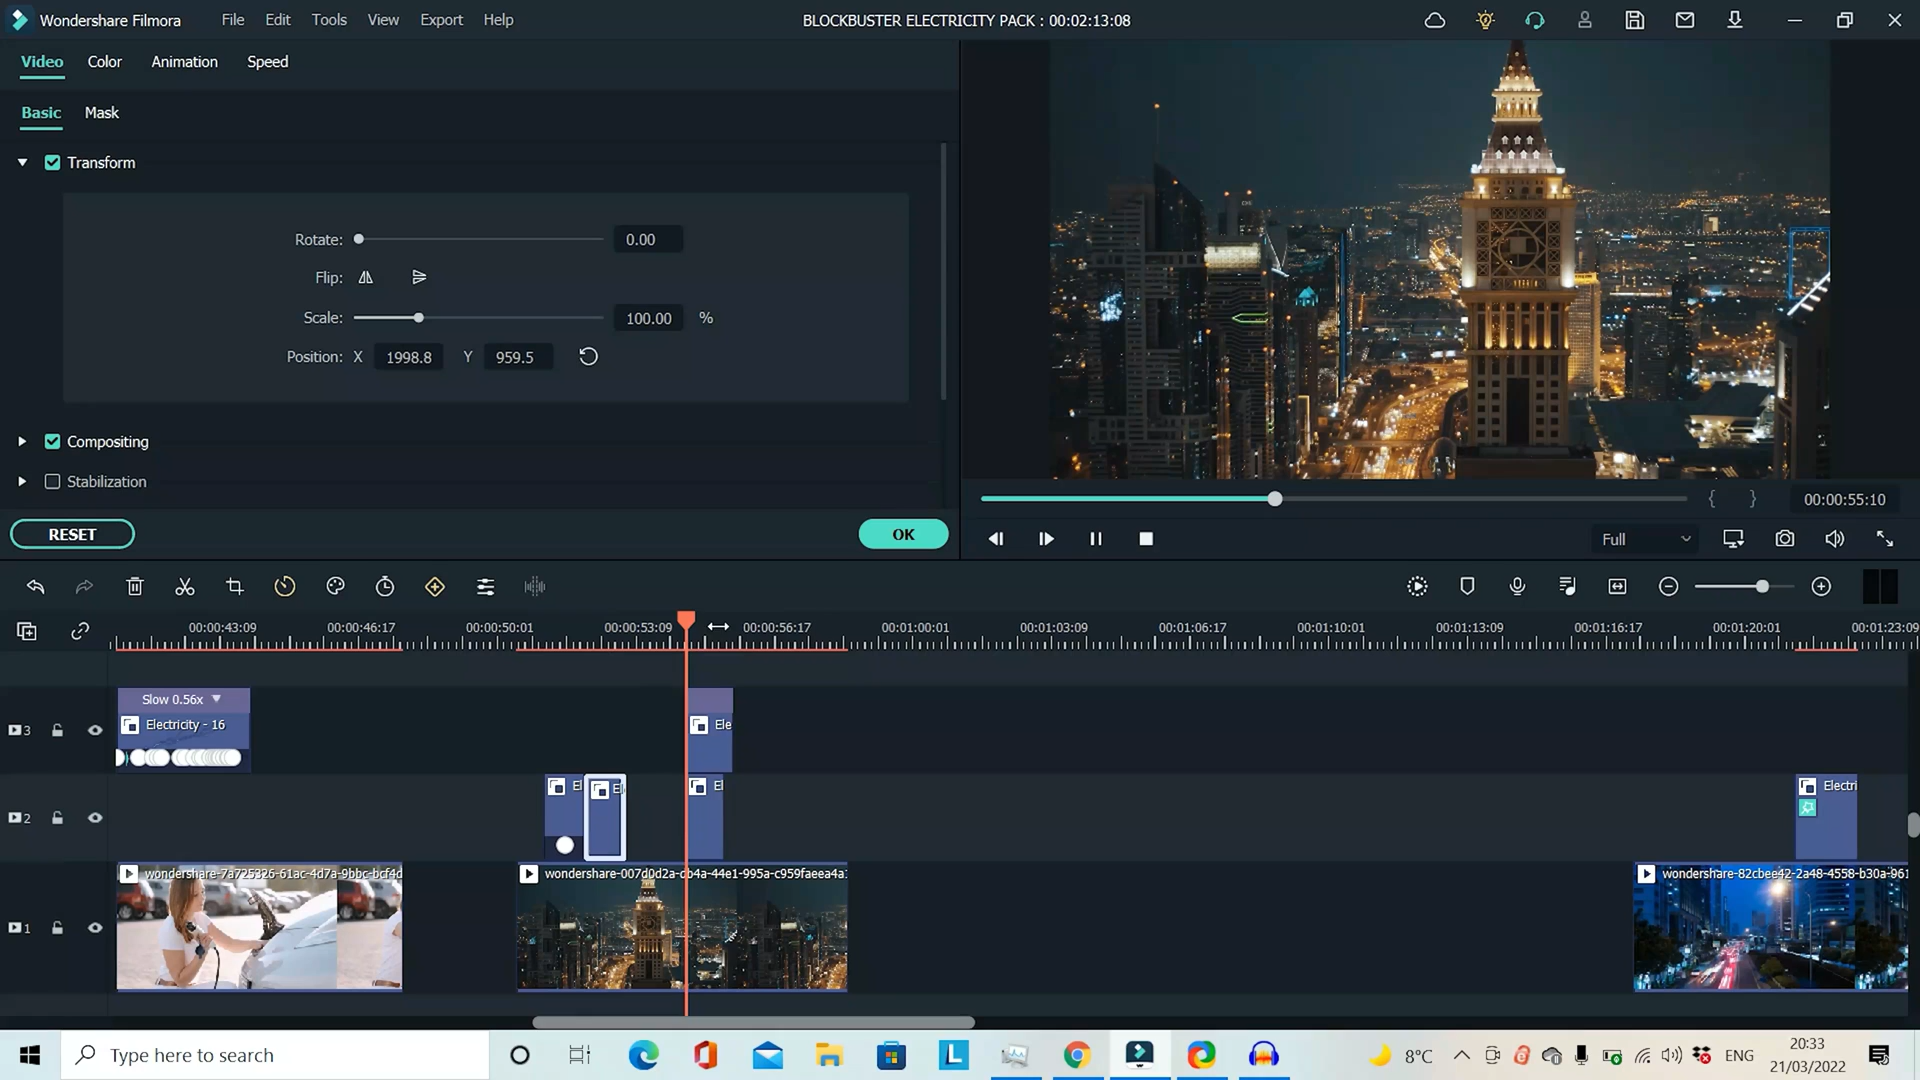 Wondershare Filmora
File
Edit
Tools
View
Export
Help
BLOCKBUSTER ELECTRICITY PACK : 00:02:13:08
Video
Color
Animation
Speed
Basic
Mask
Transform
Rotate:
0.00
Flip:
Scale:
100.00
%
Position:
X
1998.8
Y
959.5
Compositing
Stabilization
RESET
OK
{ }
00:00:55:10
Full
00:00:43:09
00:00:46:17
00:00:50:01
00:00:53:09
00:00:56:17
00:01:00:01
00:01:03:09
00:01:06:17
00:01:10:01
00:01:13:09
00:01:16:17
00:01:20:01
00:01:23:09
Slow 0.56x
3
Electricity - 16
Ele
El
El
El
Electri
2
wondershare-7a725326-61ac-4d7a-9bbc-bcf4d
wondershare-007d0d2a-db4a-44e1-995a-c959faeea4a1
wondershare-82cbee42-2a48-4558-b30a-961
1
Type here to search
L
8°C
ENG
20:33
21/03/2022